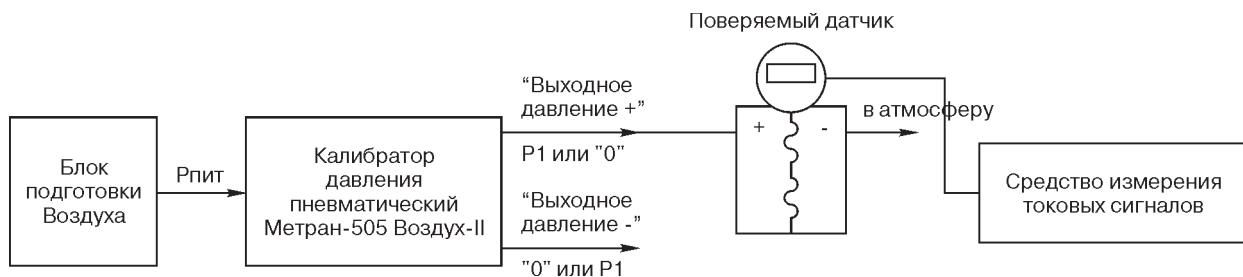 Поверяемый датчик
“Выходное
давление +”
в атмосферу
+
-
Р1 или "0"
Блок
подготовки
Воздуха
Рпит
Калибратор
давления
пневматический
Метран-505 Воздух-II
“Выходное
давление -”
"0" или Р1
Средство измерения
токовых сигналов